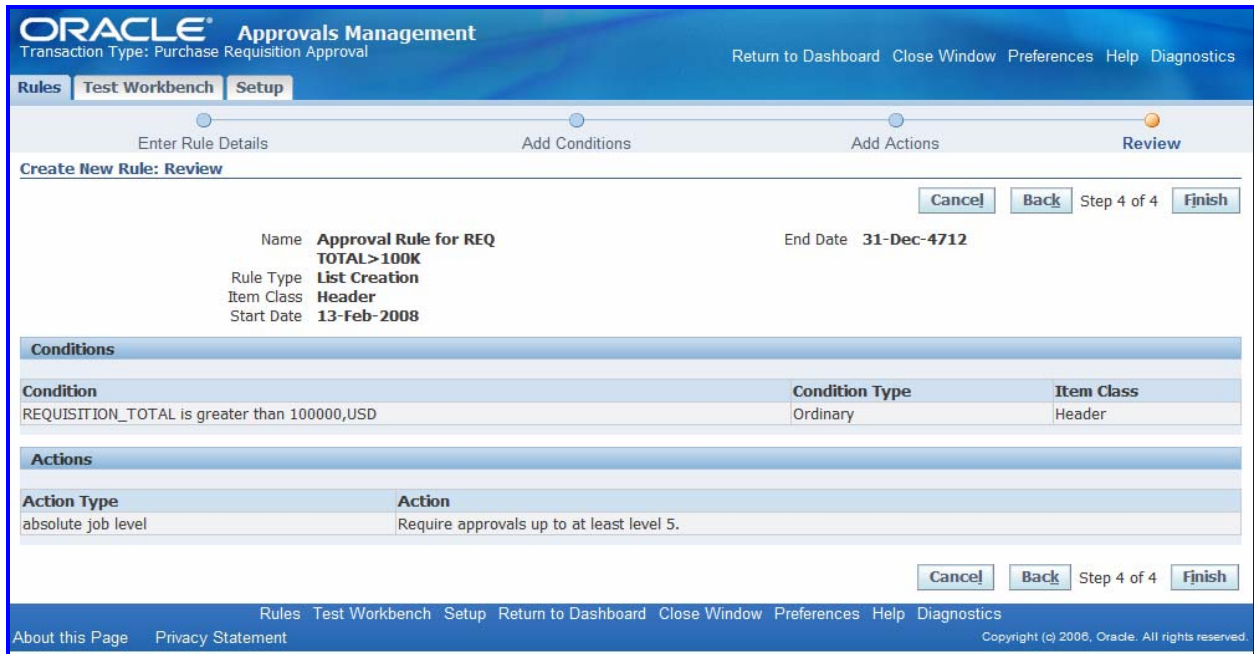 ORACLE® Approvals Management
Transaction Type: Purchase Requisition Approval
Return to Dashboard Close Window Preferences Help Diagnostics
Rules Test Workbench Setup
Enter Rule Details Add Conditions Add Actions Review
Create New Rule: Review
Cancel Back Step 4 of 4 Finish
Name Approval Rule for REQ End Date 31-Dec-4712
TOTAL>100K
Rule Type List Creation
Item Class Header
Start Date 13-Feb-2008
Conditions
Condition Condition Type Item Class
REQUISITION_TOTAL is greater than 100000,USD Ordinary Header
Actions
Action Type Action
absolute job level Require approvals up to at least level 5.
Cancel Back Step 4 of 4 Finish
Rules Test Workbench Setup Return to Dashboard Close Window Preferences Help Diagnostics
About this Page Privacy Statement Copyright (c) 2006, Oracle. All rights reserved.